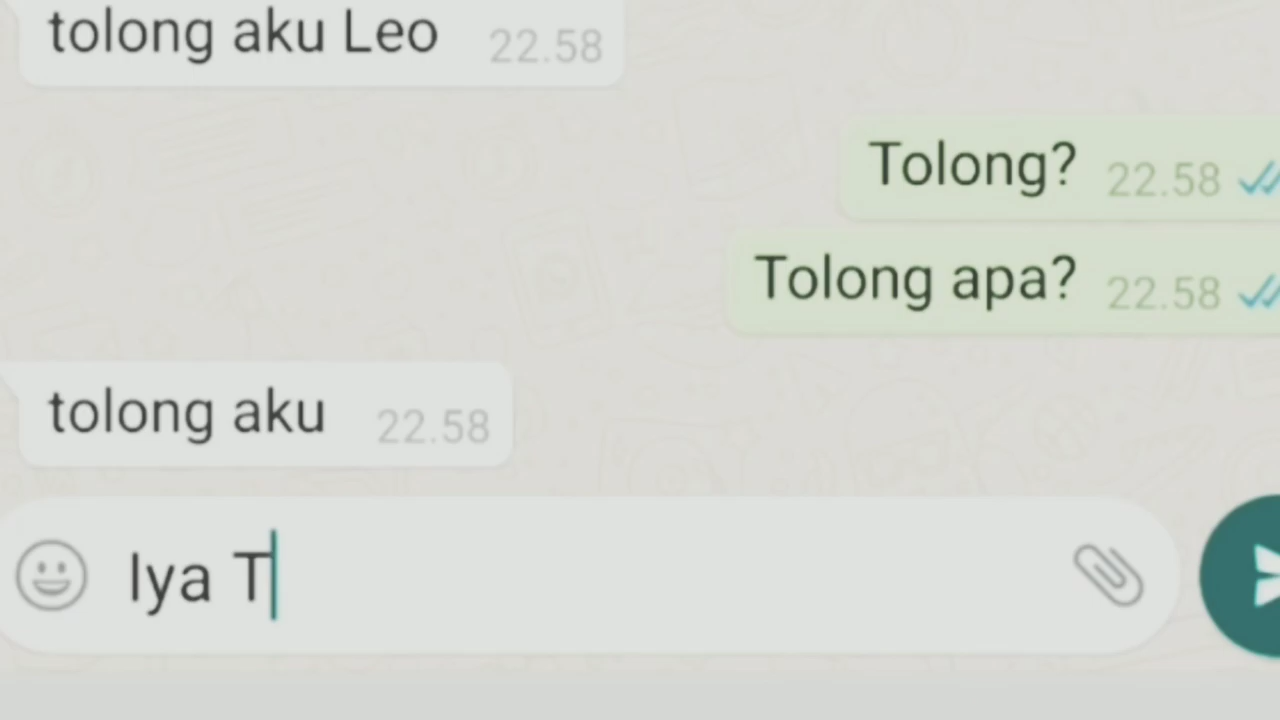 tolong aku Leo 22.58
Tolong? 22.58
Tolong apa? 22.58
tolong aku 22.58
Iya T